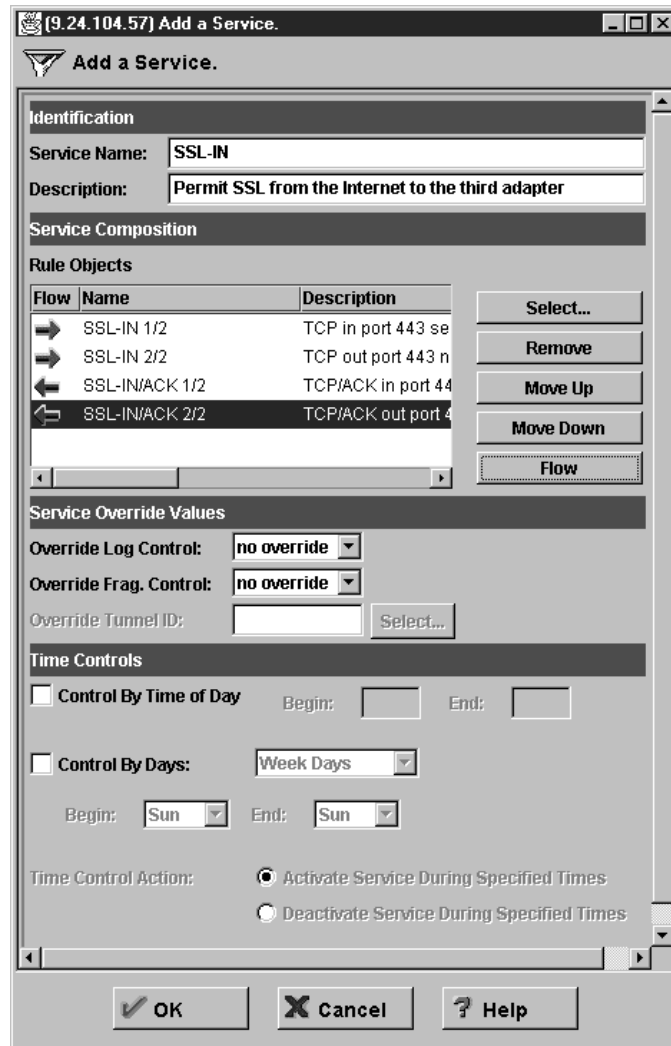 (9.24.104.57) Add a Service.
Add a Service.
Identification
Service Name: SSL-IN
Description: Permit SSL from the Internet to the third adapter
Service Composition
Rule Objects
Flow Name Description
SSL-IN 1/2 TCP in port 443 se
SSL-IN 2/2 TCP out port 443 n
SSL-IN/ACK 1/2 TCP/ACK in port 44
SSL-IN/ACK 2/2 TCP/ACK out port 4
Select...
Remove
Move Up
Move Down
Flow
Service Override Values
Override Log Control: no override
Override Frag. Control: no override
Override Tunnel ID: Select...
Time Controls
Control By Time of Day Begin: End:
Control By Days: Week Days
Begin: Sun End: Sun
Time Control Action: Activate Service During Specified Times
Deactivate Service During Specified Times
OK Cancel Help